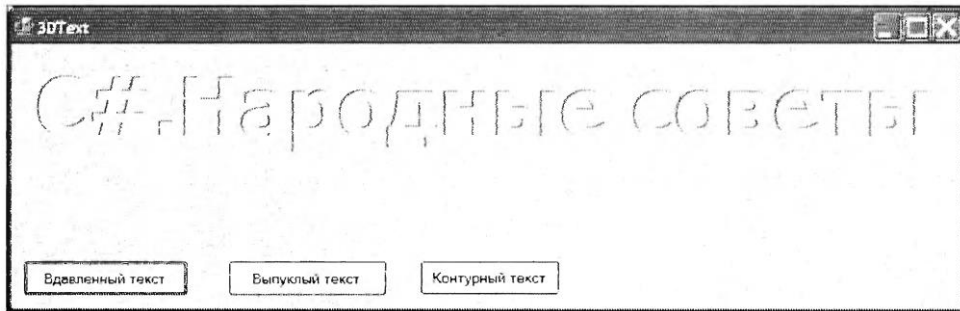 3DText
C#.Народные советы
Вдавленный текст
Выпуклый текст
Контурный текст